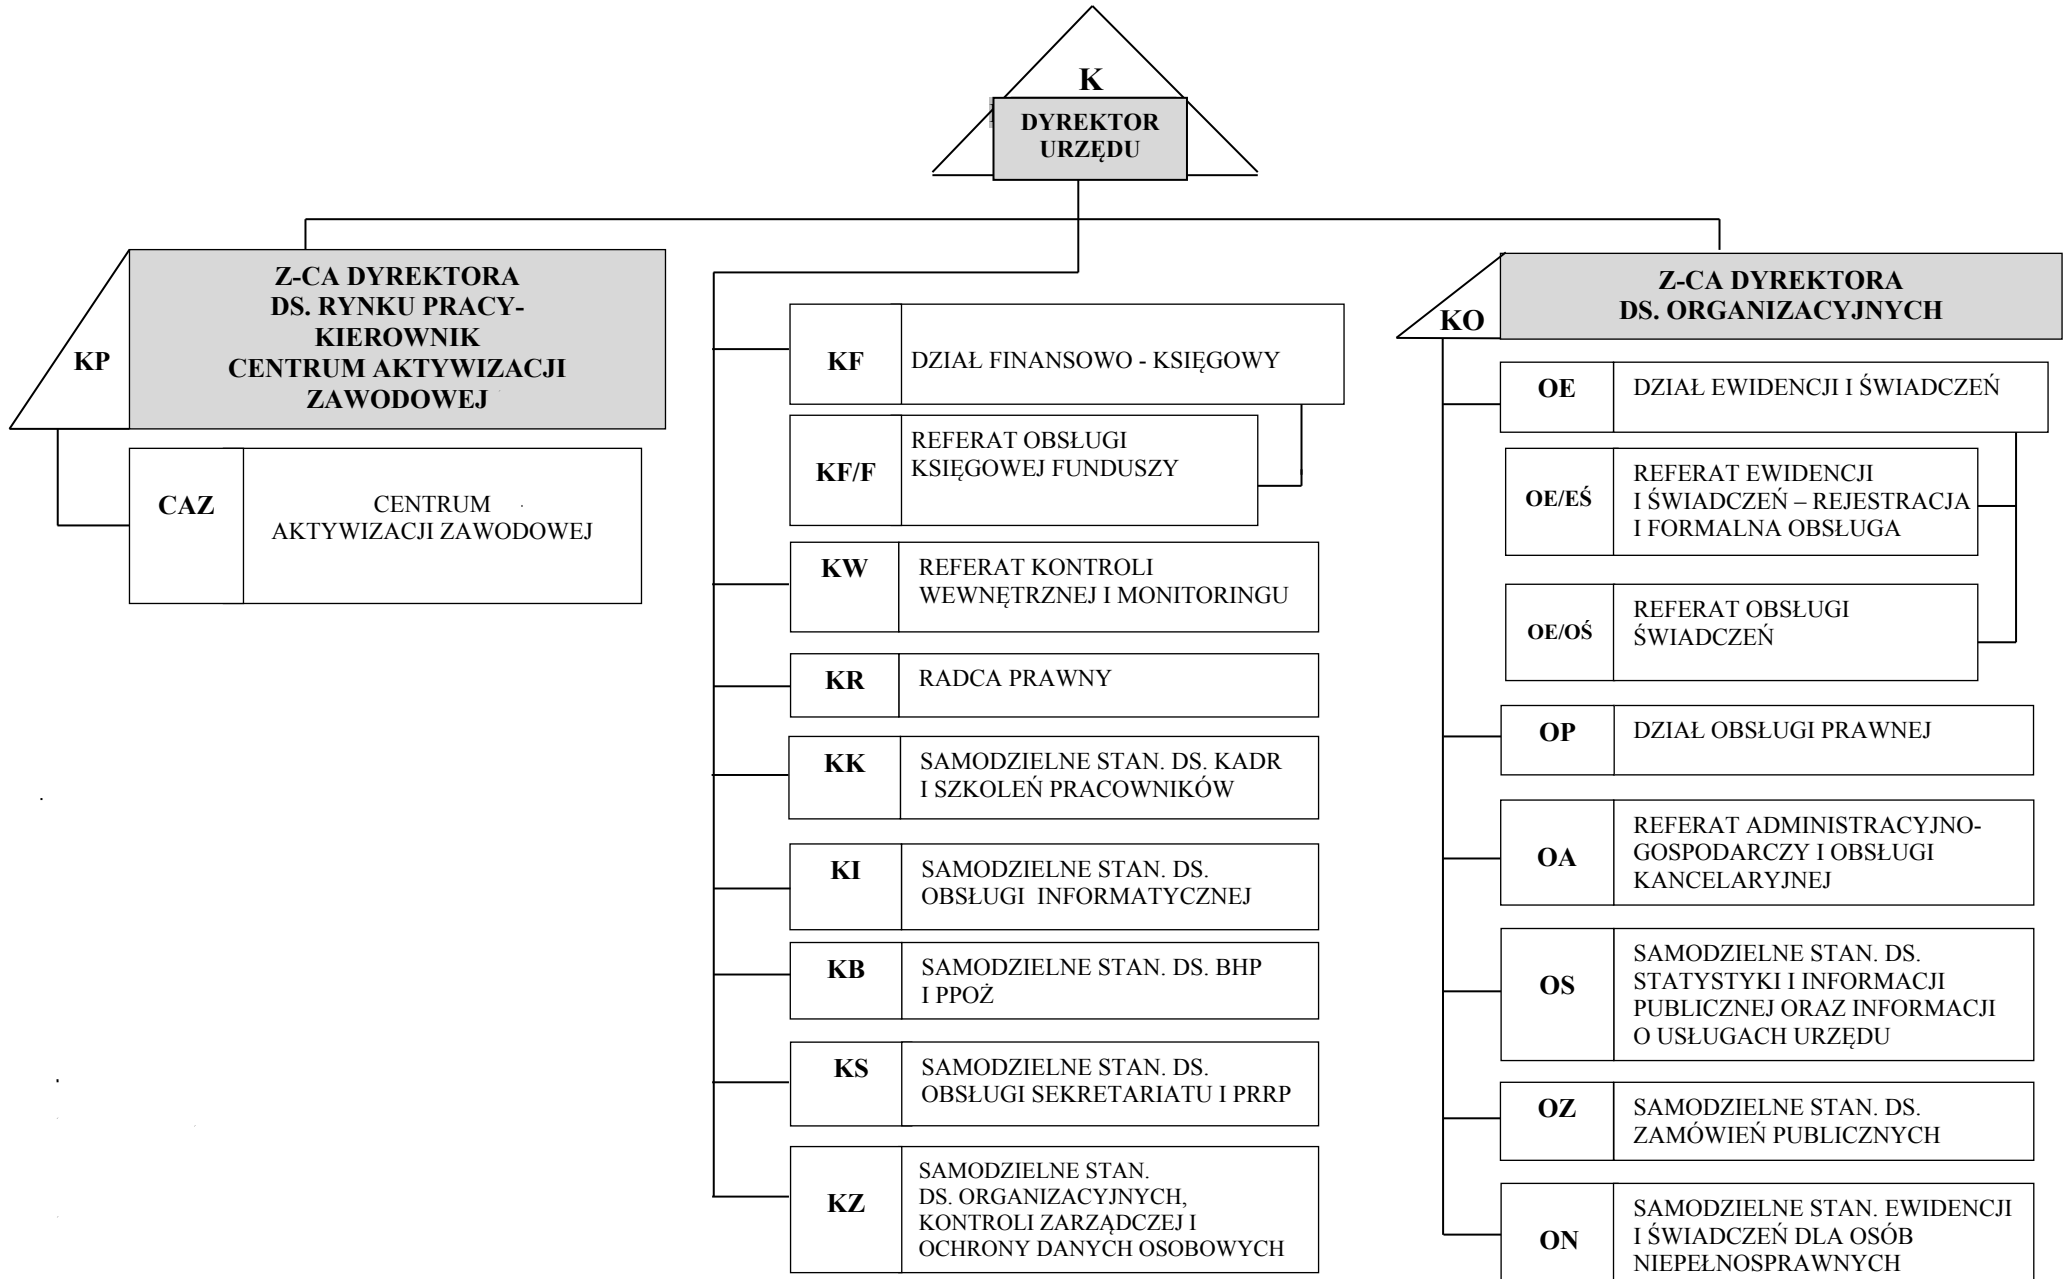 K
DYREKTOR
URZĘDU
KP
Z-CA DYREKTORA
DS. RYNKU PRACY-
KIEROWNIK
CENTRUM AKTYWIZACJI
ZAWODOWEJ
CAZ
CENTRUM
AKTYWIZACJI ZAWODOWEJ
KF
DZIAŁ FINANSOWO - KSIĘGOWY
KF/F
REFERAT OBSŁUGI
KSIĘGOWEJ FUNDUSZY
KW
REFERAT KONTROLI
WEWNĘTRZNEJ I MONITORINGU
KR
RADCA PRAWNY
KK
SAMODZIELNE STAN. DS. KADR
I SZKOLEŃ PRACOWNIKÓW
KI
SAMODZIELNE STAN. DS.
OBSŁUGI INFORMATYCZNEJ
KB
SAMODZIELNE STAN. DS. BHP
I PPOŻ
KS
SAMODZIELNE STAN. DS.
OBSŁUGI SEKRETARIATU I PRRP
KZ
SAMODZIELNE STAN.
DS. ORGANIZACYJNYCH,
KONTROLI ZARZĄDCZEJ I
OCHRONY DANYCH OSOBOWYCH
KO
Z-CA DYREKTORA
DS. ORGANIZACYJNYCH
OE
DZIAŁ EWIDENCJI I ŚWIADCZEŃ
OE/EŚ
REFERAT EWIDENCJI
I ŚWIADCZEŃ – REJESTRACJA
I FORMALNA OBSŁUGA
OE/OŚ
REFERAT OBSŁUGI
ŚWIADCZEŃ
OP
DZIAŁ OBSŁUGI PRAWNEJ
OA
REFERAT ADMINISTRACYJNO-
GOSPODARCZY I OBSŁUGI
KANCELARYJNEJ
OS
SAMODZIELNE STAN. DS.
STATYSTYKI I INFORMACJI
PUBLICZNEJ ORAZ INFORMACJI
O USŁUGACH URZĘDU
OZ
SAMODZIELNE STAN. DS.
ZAMÓWIEŃ PUBLICZNYCH
ON
SAMODZIELNE STAN. EWIDENCJI
I ŚWIADCZEŃ DLA OSÓB
NIEPEŁNOSPRAWNYCH